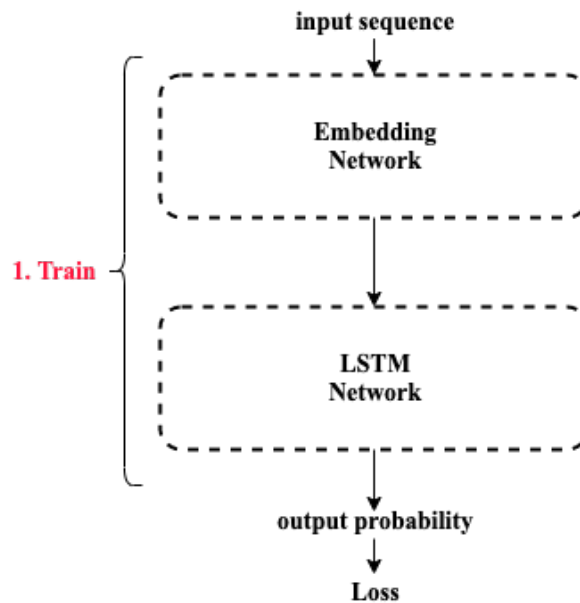 input sequence
Embedding
Network
1. Train
LSTM
Network
output probability
Loss